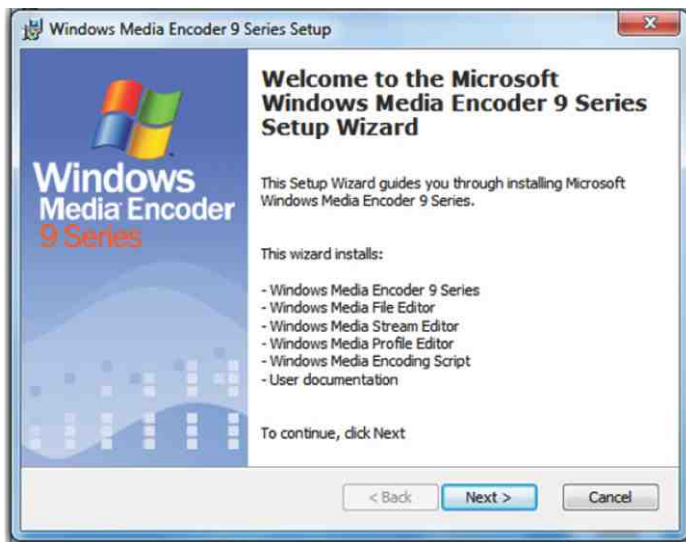 Windows Media Encoder 9 Series Setup
Windows
Media Encoder
9 Series
Welcome to the Microsoft
Windows Media Encoder 9 Series
Setup Wizard
This Setup Wizard guides you through installing Microsoft
Windows Media Encoder 9 Series.
This wizard installs:
- Windows Media Encoder 9 Series
- Windows Media File Editor
- Windows Media Stream Editor
- Windows Media Profile Editor
- Windows Media Encoding Script
- User documentation
To continue, click Next
< Back
Next >
Cancel